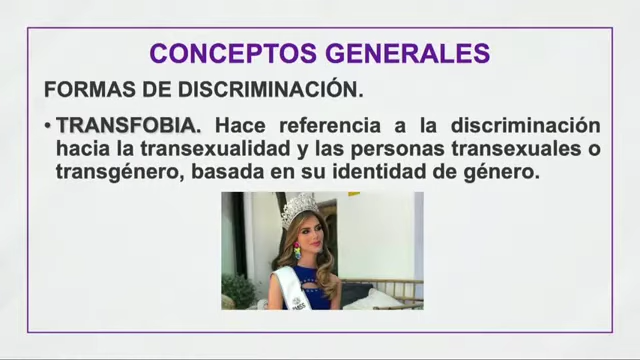 CONCEPTOS GENERALES
FORMAS DE DISCRIMINACIÓN.
• TRANSFOBIA. Hace referencia a la discriminación
hacia la transexualidad y las personas transexuales o
transgénero, basada en su identidad de género.